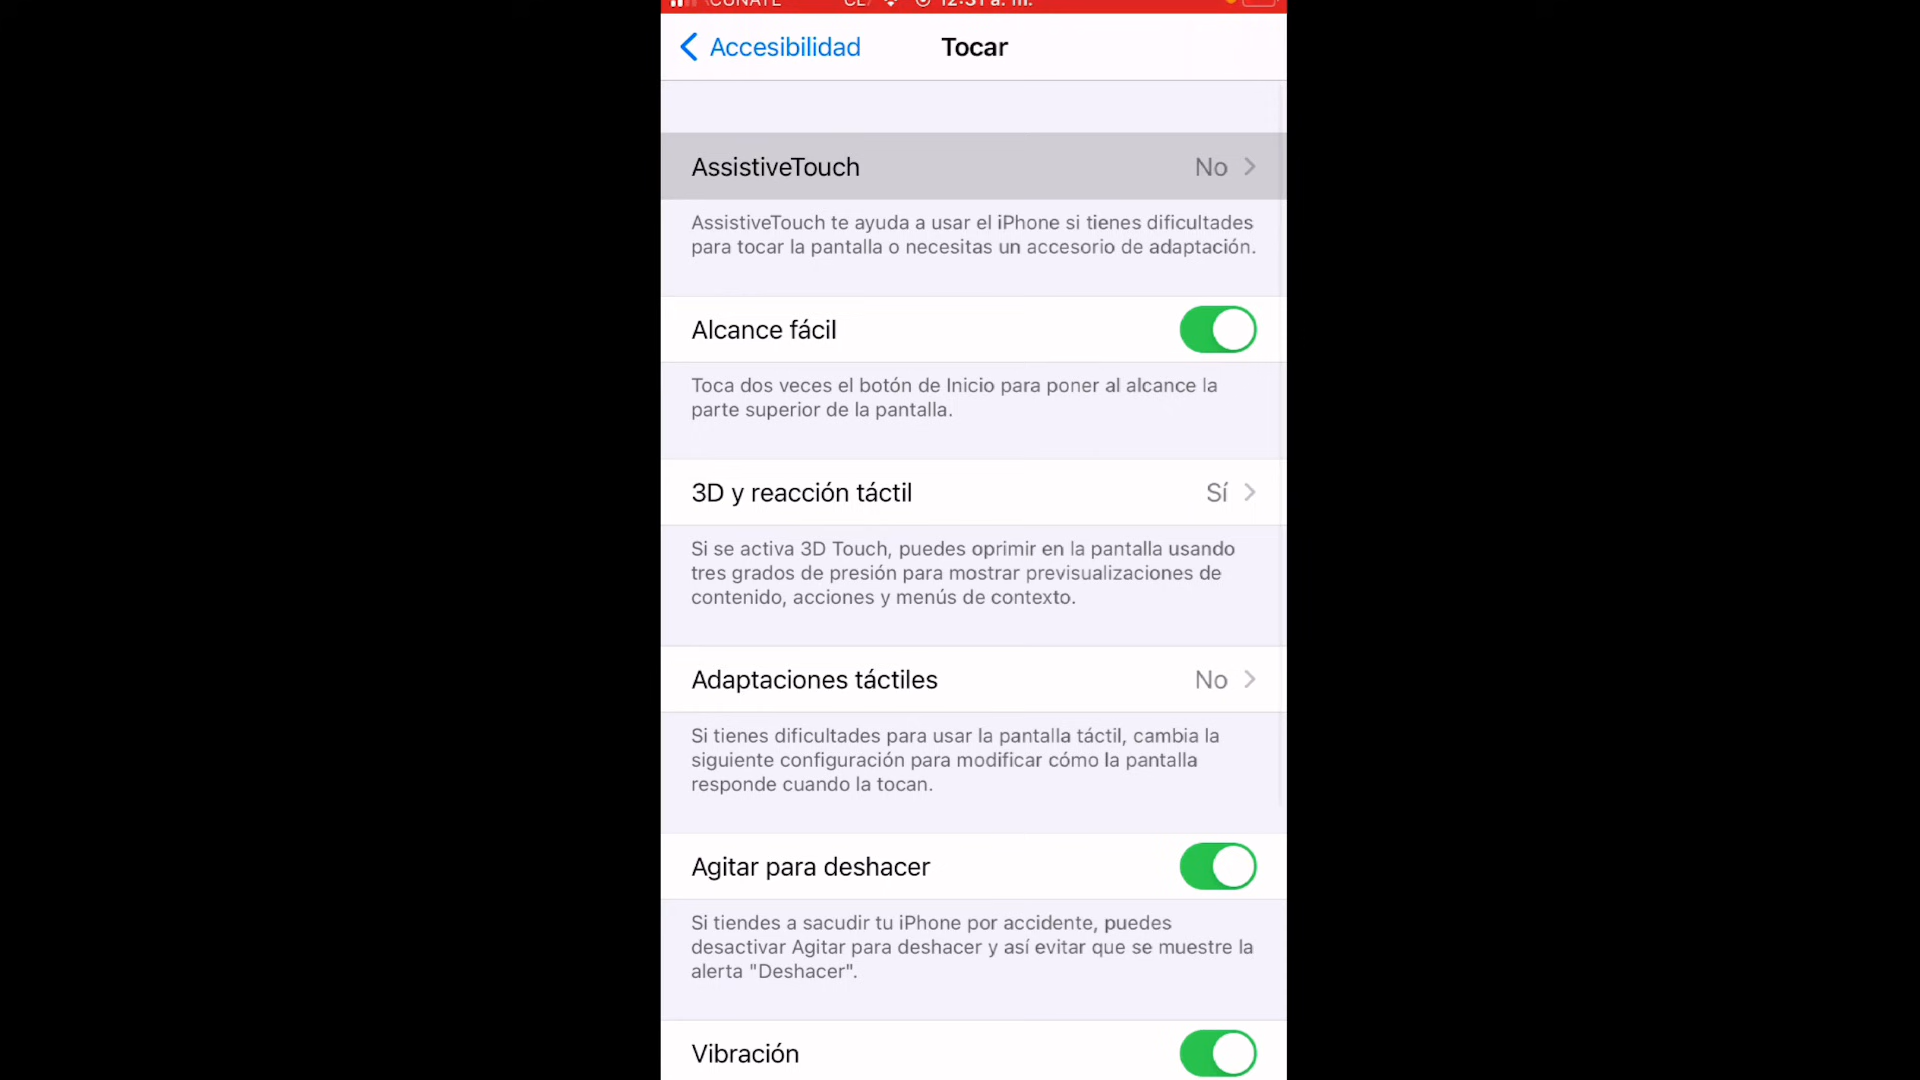 12:31 a. m.
Accesibilidad
Tocar
AssistiveTouch No
AssistiveTouch te ayuda a usar el iPhone si tienes dificultades
para tocar la pantalla o necesitas un accesorio de adaptación.
Alcance fácil
Toca dos veces el botón de Inicio para poner al alcance la
parte superior de la pantalla.
3D y reacción táctil Sí
Si se activa 3D Touch, puedes oprimir en la pantalla usando
tres grados de presión para mostrar previsualizaciones de
contenido, acciones y menús de contexto.
Adaptaciones táctiles No
Si tienes dificultades para usar la pantalla táctil, cambia la
siguiente configuración para modificar cómo la pantalla
responde cuando la tocan.
Agitar para deshacer
Si tiendes a sacudir tu iPhone por accidente, puedes
desactivar Agitar para deshacer y así evitar que se muestre la
alerta "Deshacer".
Vibración